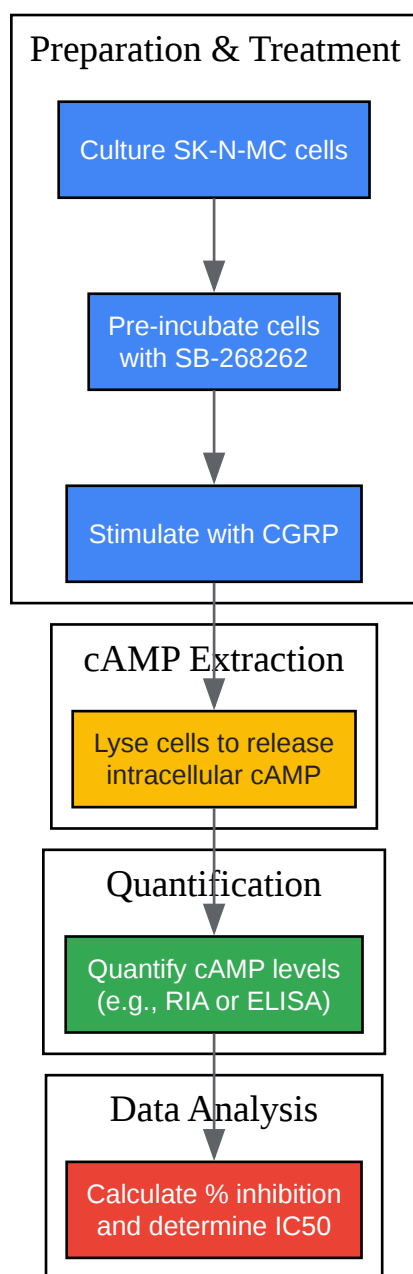 Preparation & Treatment
Culture SK-N-MC cells
Pre-incubate cells
with SB-268262
Stimulate with CGRP
cAMP Extraction
Lyse cells to release
intracellular cAMP
Quantification
Quantify cAMP levels
(e.g., RIA or ELISA)
Data Analysis
Calculate % inhibition
and determine IC50